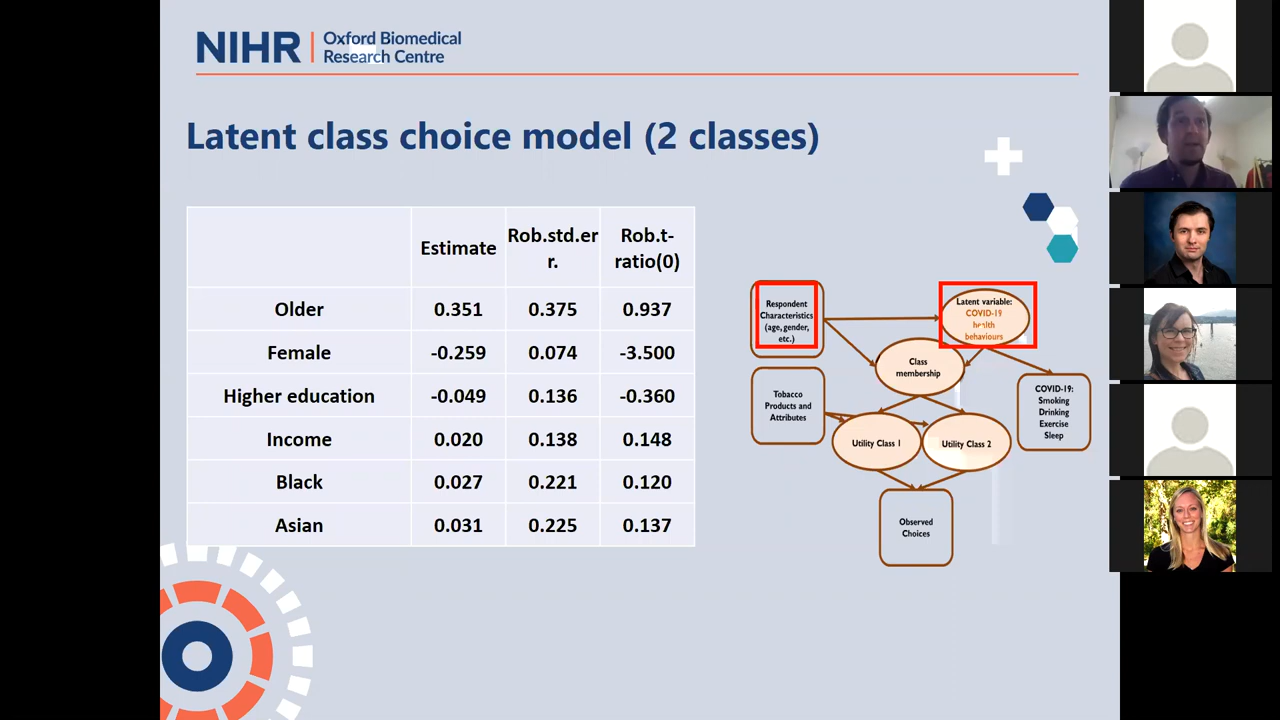 NIHR
Oxford Biomedical
Research Centre
Latent class choice model (2 classes)
Estimate
Rob.std.er
r.
Rob.t-
ratio(0)
Older 0.351 0.375 0.937
Female -0.259 0.074 -3.500
Higher education -0.049 0.136 -0.360
Income 0.020 0.138 0.148
Black 0.027 0.221 0.120
Asian 0.031 0.225 0.137
Respondent
Characteristics
(age, gender,
etc.)
Latent variable:
COVID-19
health
behaviours
Class
membership
Tobacco
Products and
Attributes
COVID-19:
Smoking
Drinking
Exercise
Sleep
Utility Class 1
Utility Class 2
Observed
Choices